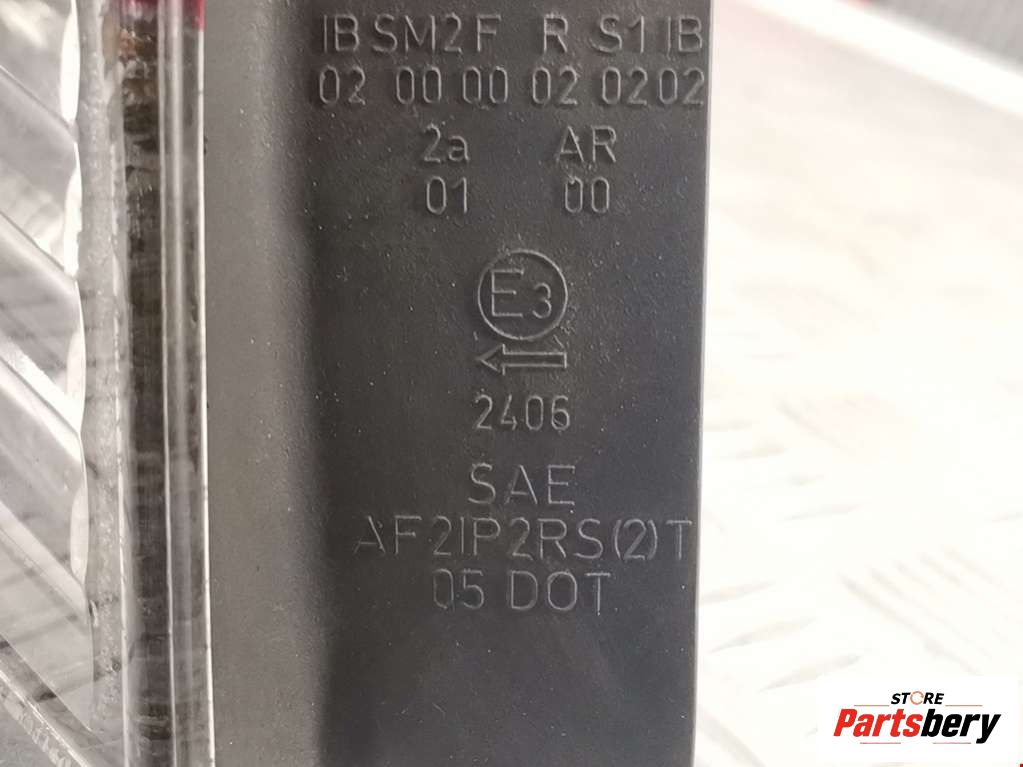 IB SM2 F R S1 IB
02 00 00 02 02 02
2a AR
01 00
E3
2406
SAE
AF2IP2RS(2)T
05 DOT
STORE
Partsbery